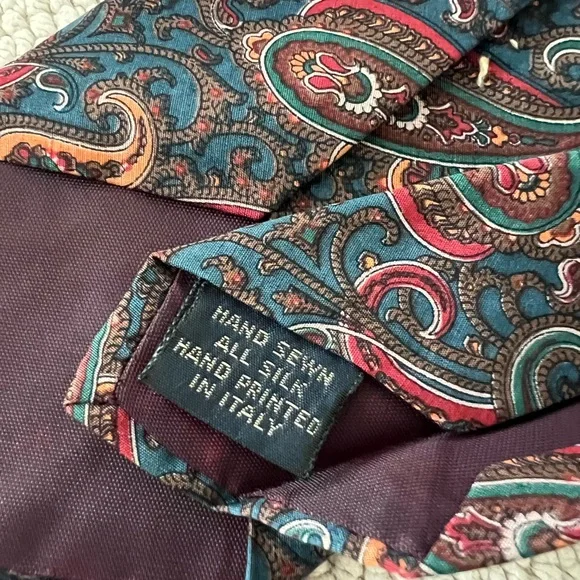 HAND SEWN
ALL SILK
HAND PRINTED
IN ITALY